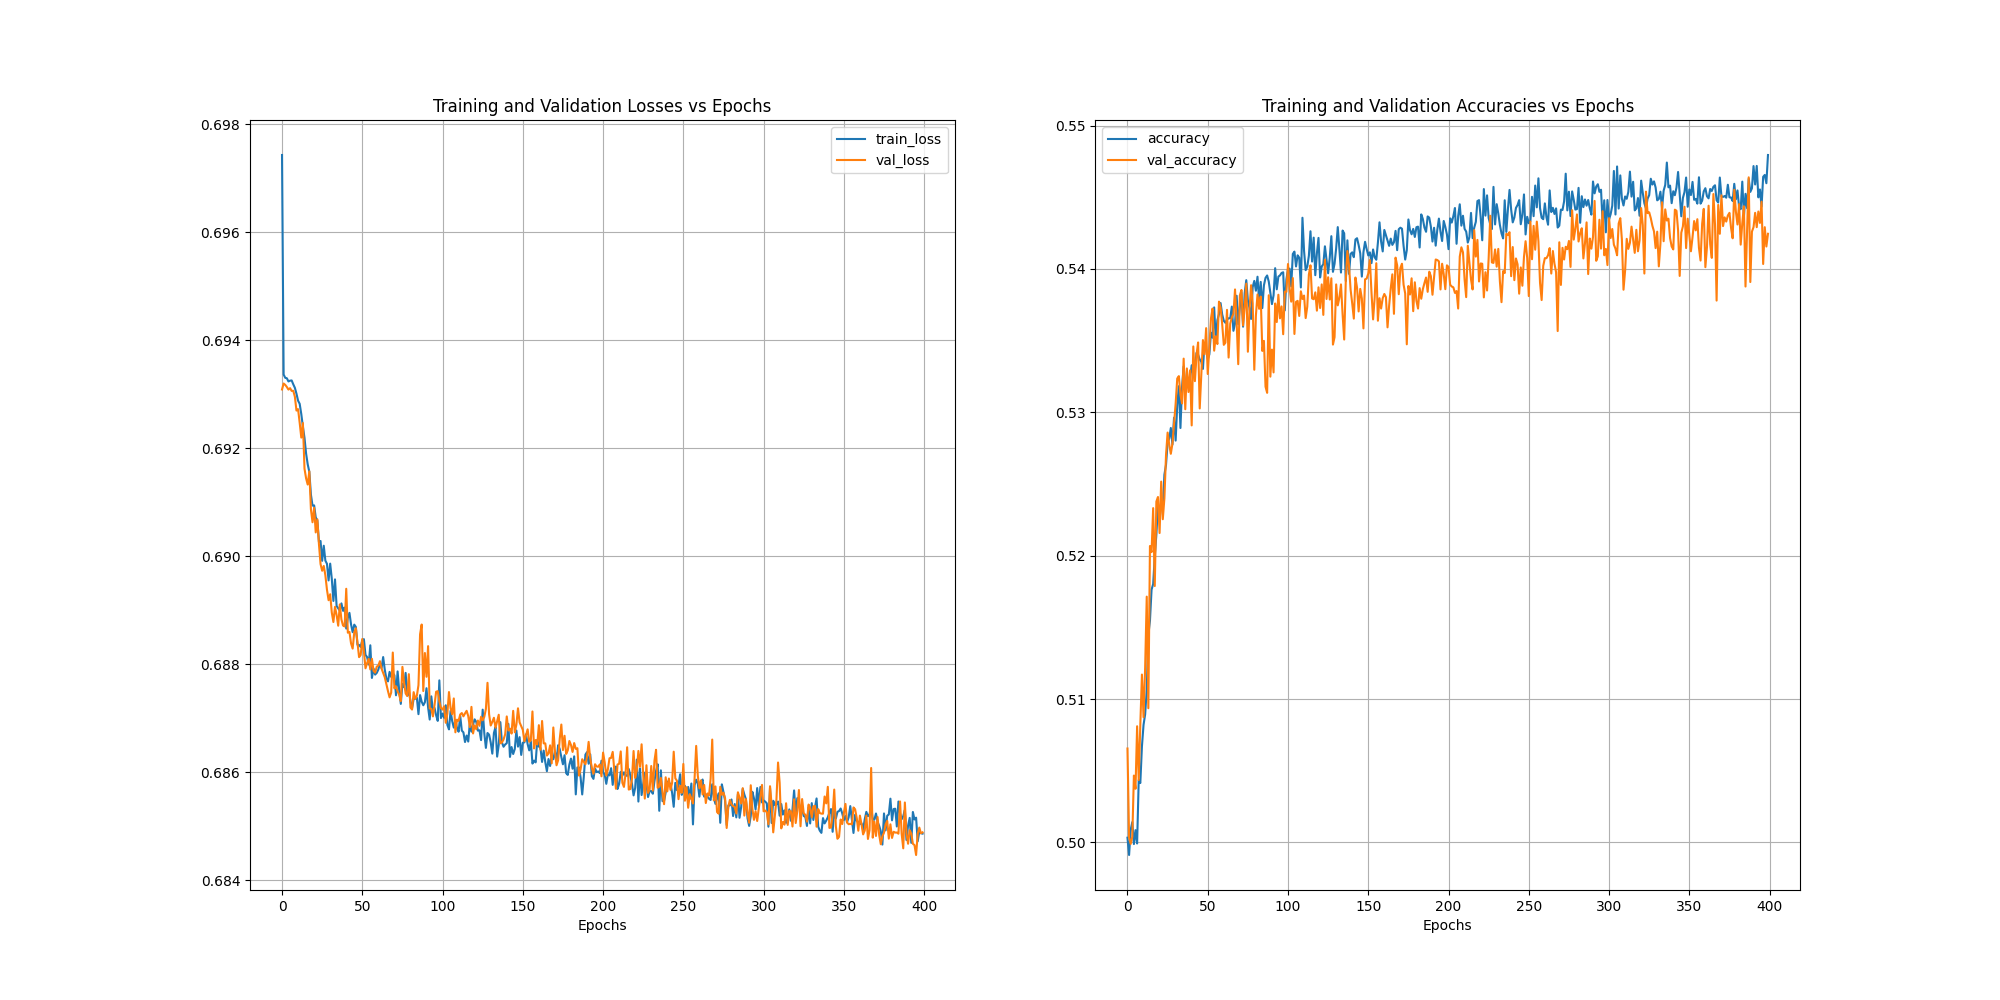 Training and Validation Losses vs Epochs
train_loss
val_loss
0.698
0.696
0.694
0.692
0.690
0.688
0.686
0.684
0 50 100 150 200 250 300 350 400
Epochs
Training and Validation Accuracies vs Epochs
accuracy
val_accuracy
0.55
0.54
0.53
0.52
0.51
0.50
0 50 100 150 200 250 300 350 400
Epochs